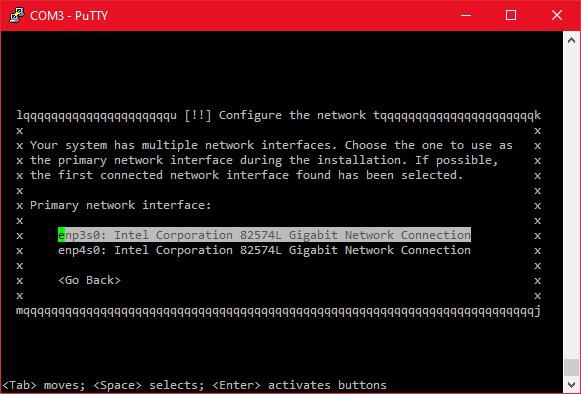 COM3 - PuTTY
lqqqqqqqqqqqqqqqqqqqqqu [!!] Configure the network tqqqqqqqqqqqqqqqqqqqqqqk
x x
x Your system has multiple network interfaces. Choose the one to use as x
x the primary network interface during the installation. If possible, x
x the first connected network interface found has been selected. x
x x
x Primary network interface: x
x x
x enp3s0: Intel Corporation 82574L Gigabit Network Connection x
x enp4s0: Intel Corporation 82574L Gigabit Network Connection x
x x
x <Go Back> x
x x
mqqqqqqqqqqqqqqqqqqqqqqqqqqqqqqqqqqqqqqqqqqqqqqqqqqqqqqqqqqqqqqqqqqqqqqqqqj
<Tab> moves; <Space> selects; <Enter> activates buttons